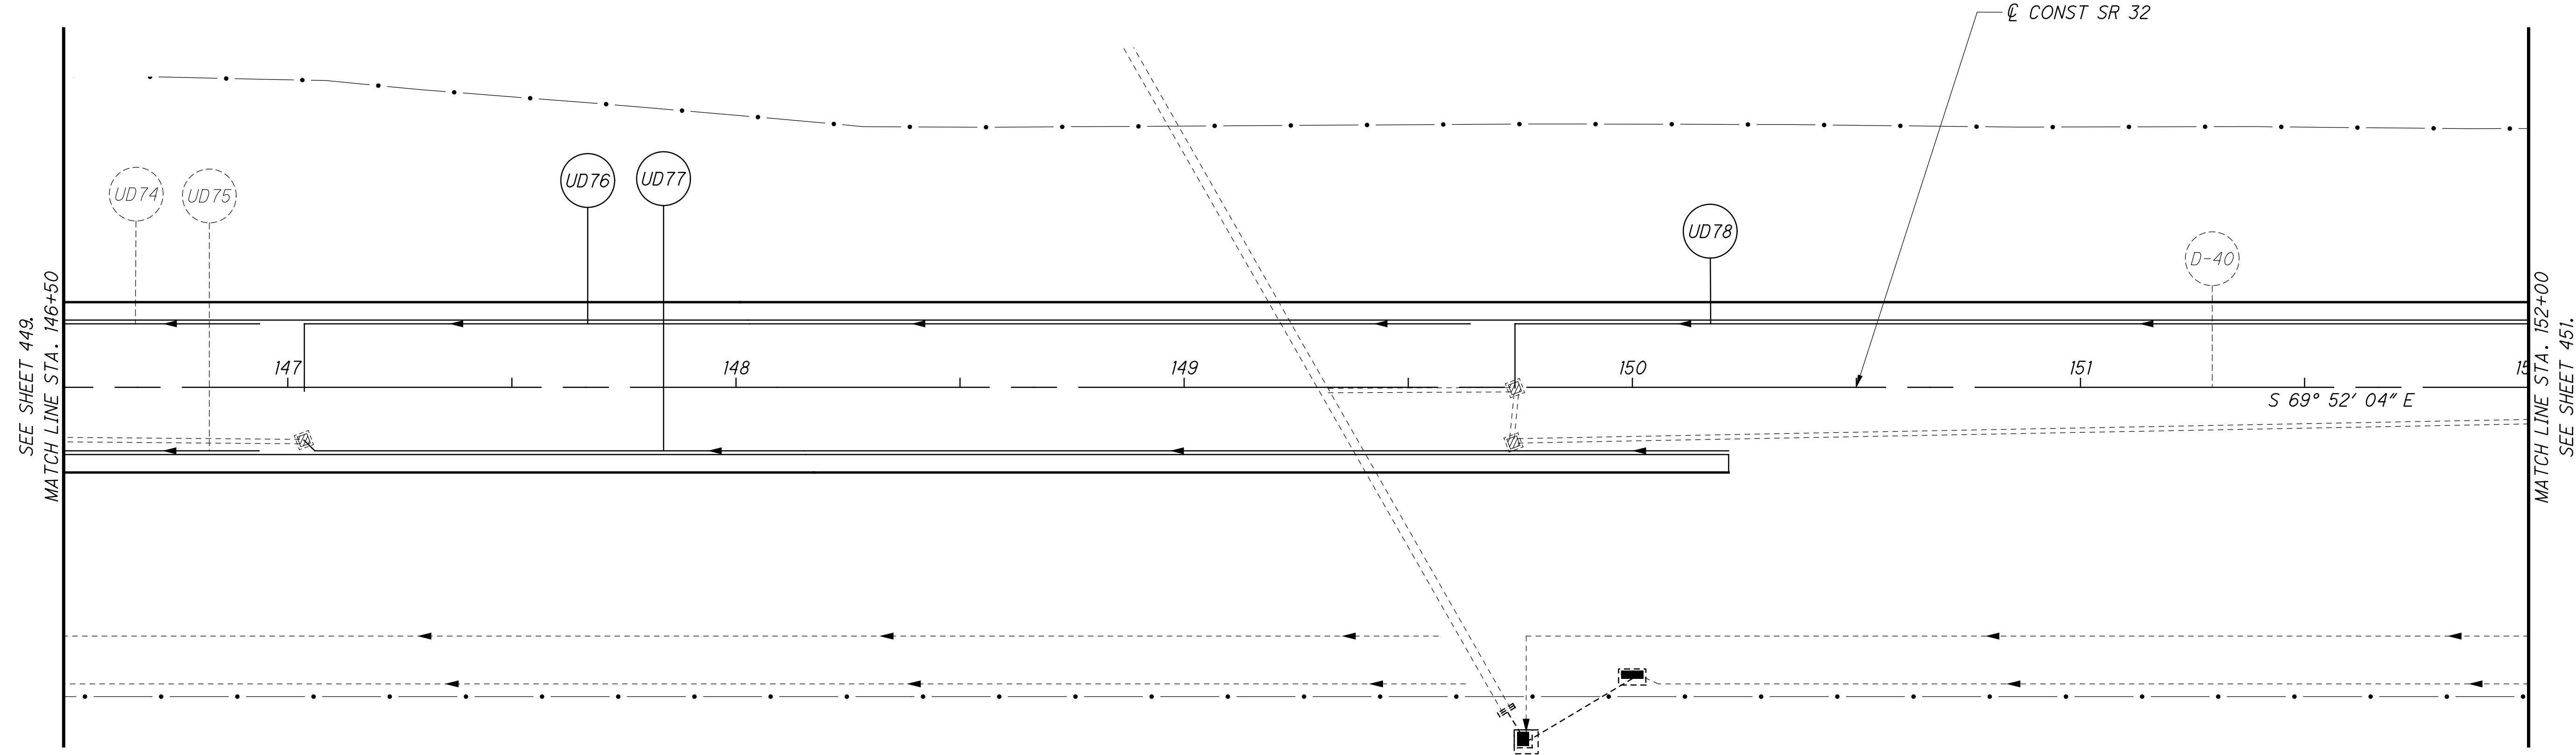 ℄ CONST SR 32
UD74
UD75
UD76
UD77
UD78
D-40
SEE SHEET 449.
MATCH LINE STA. 146+50
147
148
149
150
151
15
S 69° 52' 04" E
MATCH LINE STA. 152+00
SEE SHEET 451.